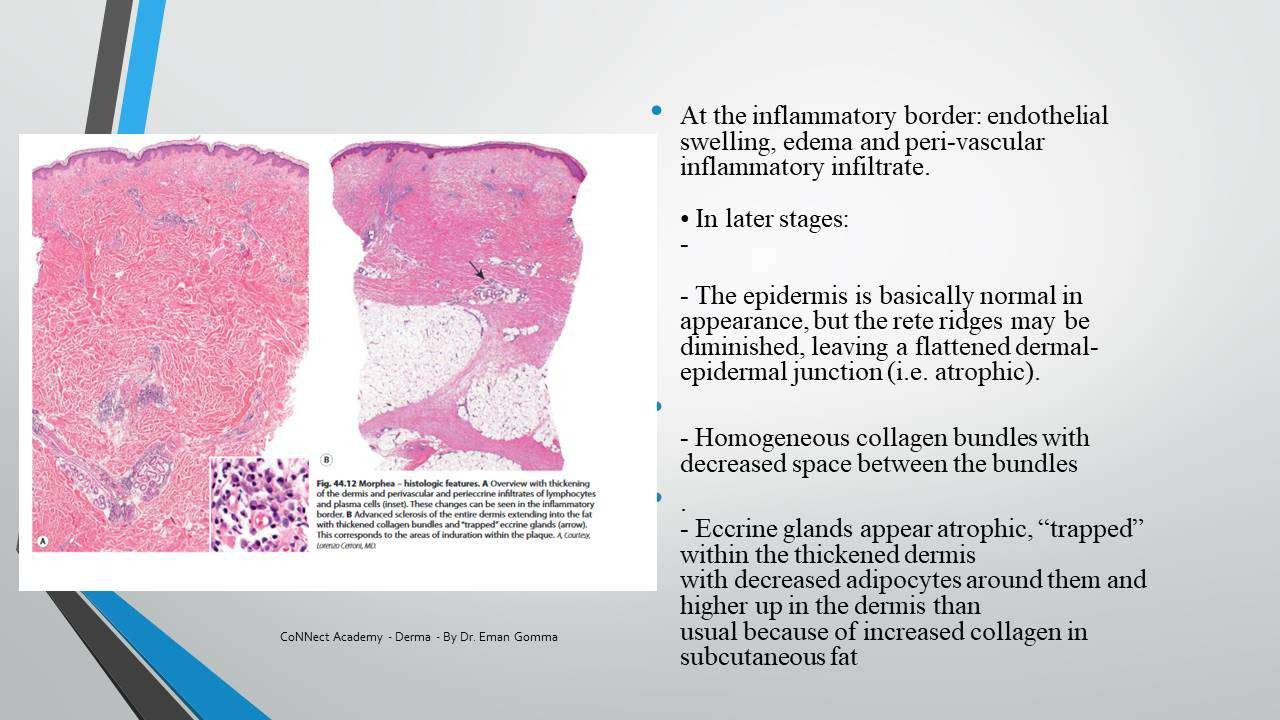 • At the inflammatory border: endothelial
swelling, edema and peri-vascular
inflammatory infiltrate.
• In later stages:
-
- The epidermis is basically normal in
appearance, but the rete ridges may be
diminished, leaving a flattened dermal-
epidermal junction (i.e. atrophic).
•
- Homogeneous collagen bundles with
decreased space between the bundles
•
.
- Eccrine glands appear atrophic, “trapped”
within the thickened dermis
with decreased adipocytes around them and
higher up in the dermis than
usual because of increased collagen in
subcutaneous fat
A
B
Fig. 44.12 Morphea – histologic features. A Overview with thickening
of the dermis and perivascular and perieccrine infiltrates of lymphocytes
and plasma cells (inset). These changes can be seen in the inflammatory
border. B Advanced sclerosis of the entire dermis extending into the fat
with thickened collagen bundles and “trapped” eccrine glands (arrow).
This corresponds to the areas of induration within the plaque. A, Courtesy,
Lorenzo Cerroni, MD.
CoNNect Academy - Derma - By Dr. Eman Gomma